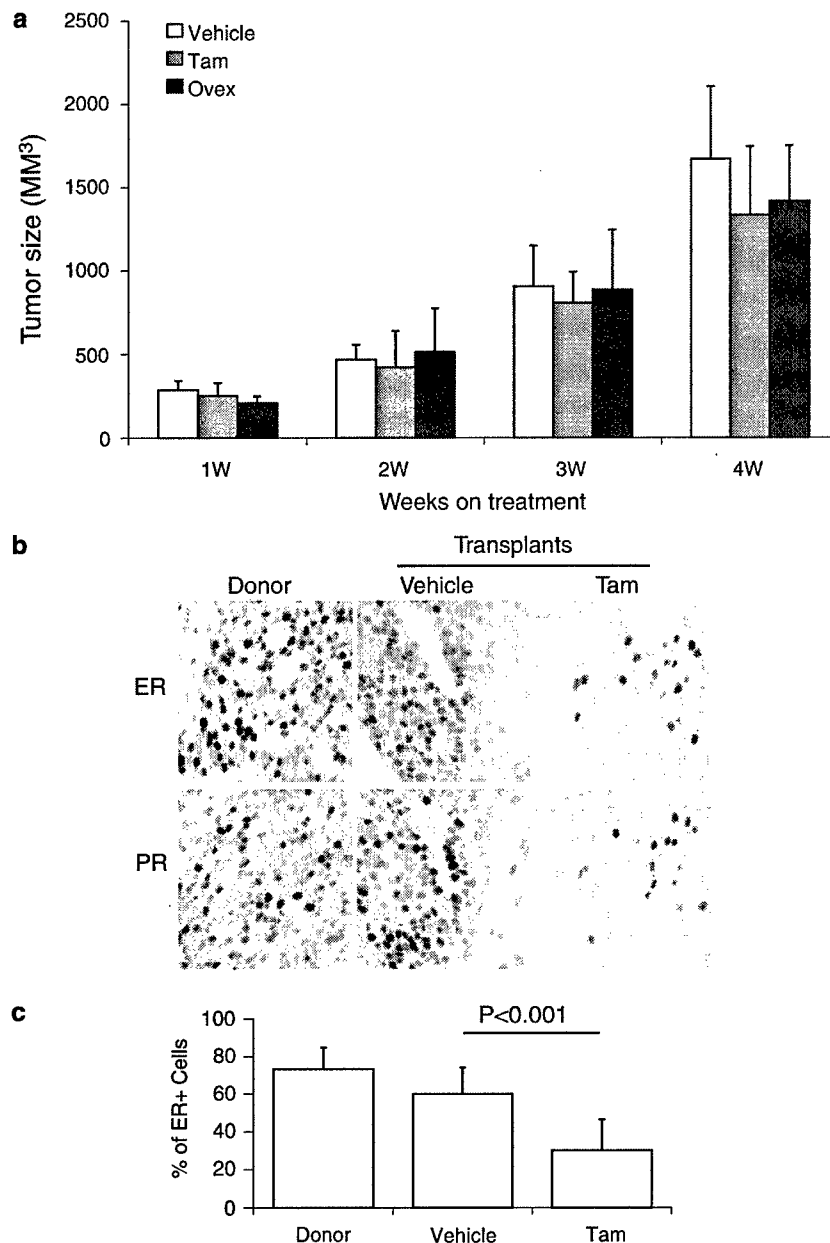 a
2500
2000
1500
1000
500
0
Tumor size (MM³)
Vehicle
Tam
Ovex
1W 2W 3W 4W
Weeks on treatment
b
Transplants
Donor Vehicle Tam
ER
PR
c
P<0.001
100
80
60
40
20
0
% of ER+ Cells
Donor Vehicle Tam